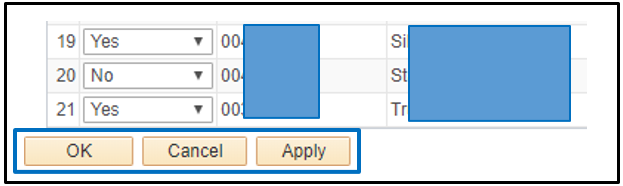 19 Yes 004 Si
20 No 004 St
21 Yes 003 Tr
OK Cancel Apply